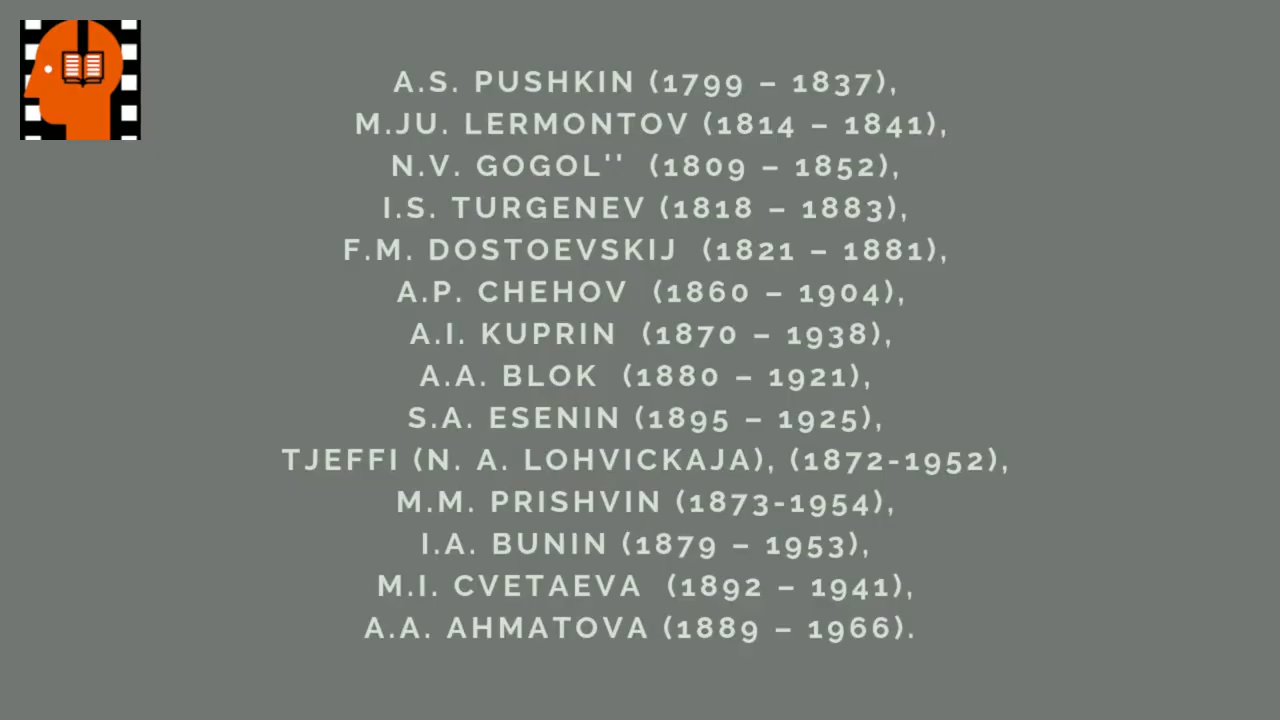 A.S. PUSHKIN (1799 – 1837),
M.JU. LERMONTOV (1814 – 1841),
N.V. GOGOL'' (1809 – 1852),
I.S. TURGENEV (1818 – 1883),
F.M. DOSTOEVSKIJ (1821 – 1881),
A.P. CHEHOV (1860 – 1904),
A.I. KUPRIN (1870 – 1938),
A.A. BLOK (1880 – 1921),
S.A. ESENIN (1895 – 1925),
TJEFFI (N. A. LOHVICKAJA), (1872-1952),
M.M. PRISHVIN (1873-1954),
I.A. BUNIN (1879 – 1953),
M.I. CVETAEVA (1892 – 1941),
A.A. AHMATOVA (1889 – 1966).